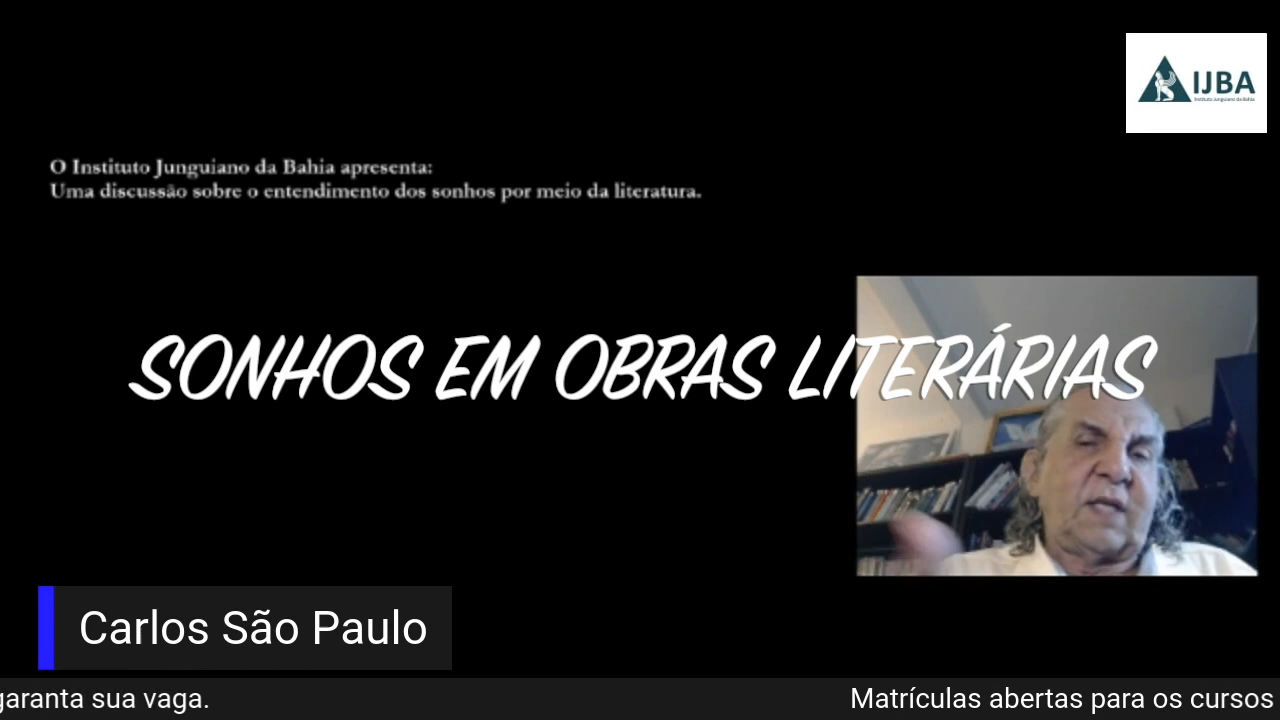 IJBA
Instituto Junguiano da Bahia
O Instituto Junguiano da Bahia apresenta:
Uma discussão sobre o entendimento dos sonhos por meio da literatura.
SONHOS EM OBRAS LITERÁRIAS
Carlos São Paulo
garanta sua vaga. Matrículas abertas para os cursos